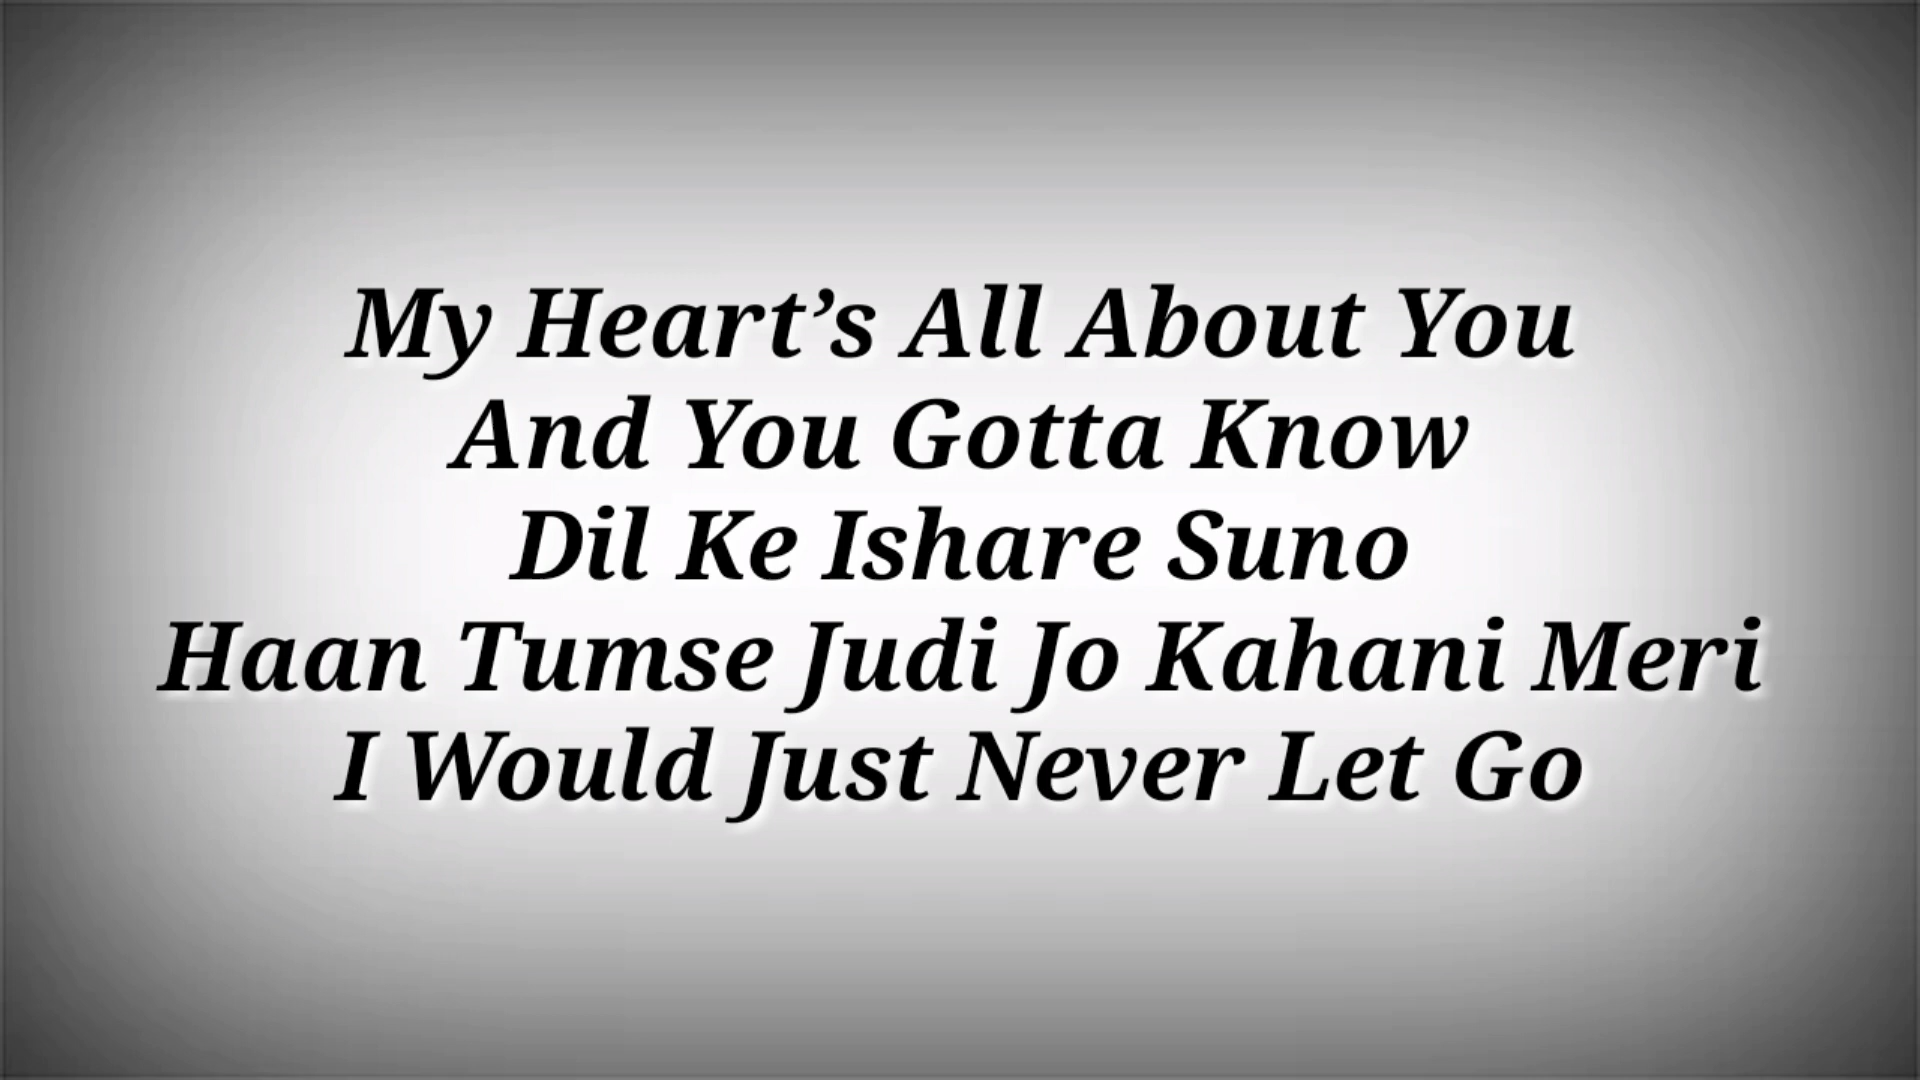 My Heart’s All About You
And You Gotta Know
Dil Ke Ishare Suno
Haan Tumse Judi Jo Kahani Meri
I Would Just Never Let Go